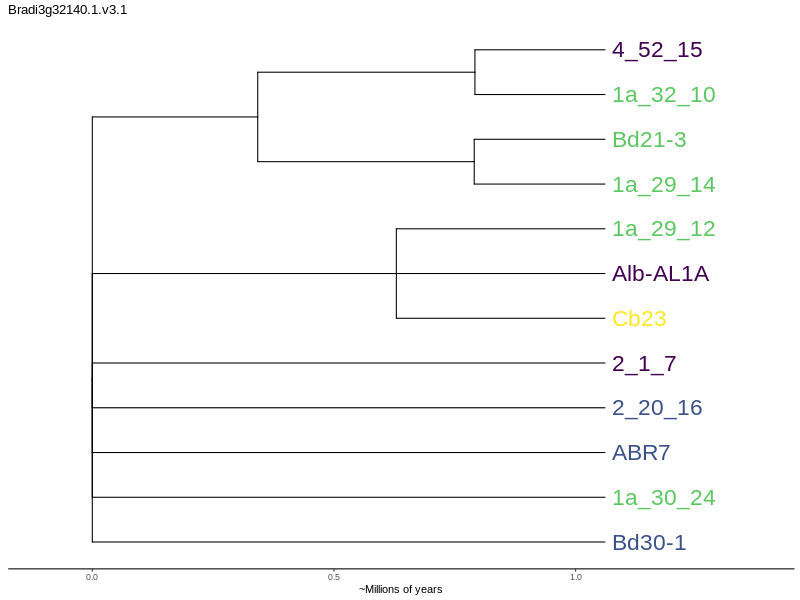 Bradi3g32140.1.v3.1
4_52_15
1a_32_10
Bd21-3
1a_29_14
1a_29_12
Alb-AL1A
Cb23
2_1_7
2_20_16
ABR7
1a_30_24
Bd30-1
0.0 0.5 1.0
~Millions of years